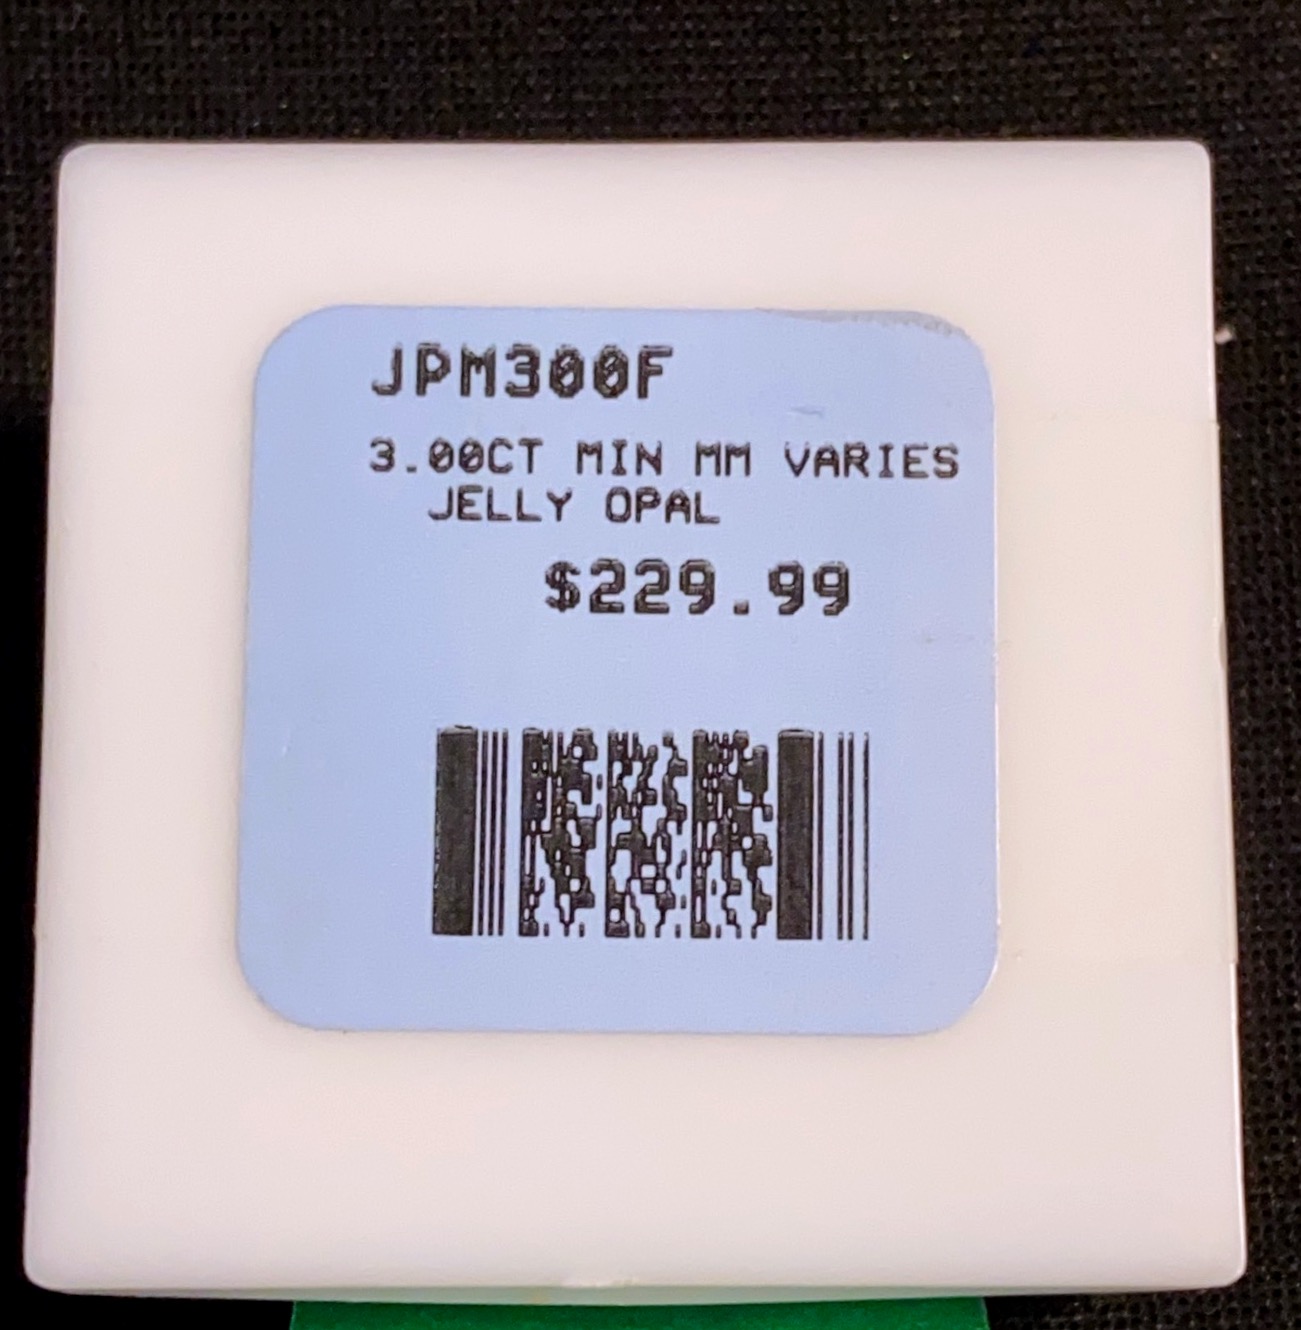 JPM300F
3.00CT MIN MM VARIES
JELLY OPAL
$229.99